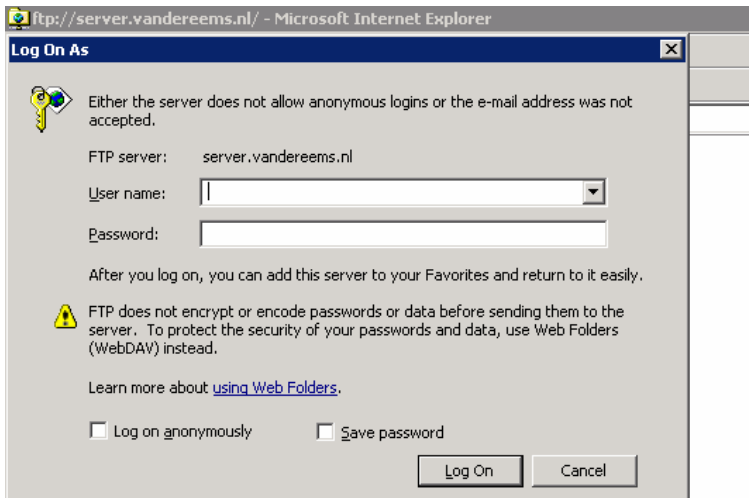 ftp://server.vandereems.nl/ - Microsoft Internet Explorer
Log On As
Either the server does not allow anonymous logins or the e-mail address was not
accepted.
FTP server: server.vandereems.nl
User name:
Password:
After you log on, you can add this server to your Favorites and return to it easily.
FTP does not encrypt or encode passwords or data before sending them to the
server. To protect the security of your passwords and data, use Web Folders
(WebDAV) instead.
Learn more about using Web Folders.
Log on anonymously Save password
Log On Cancel